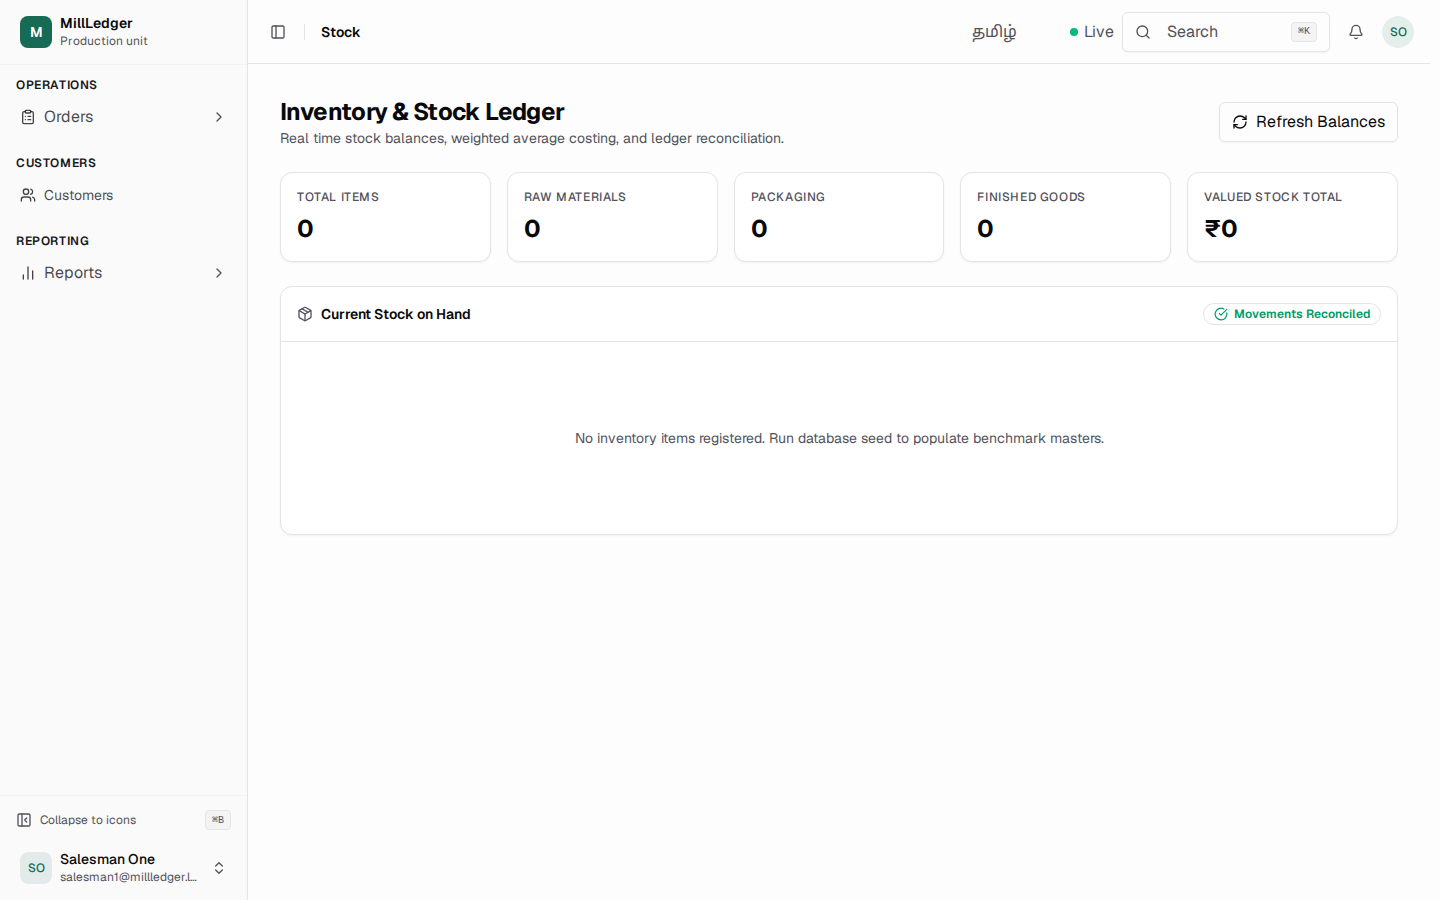 M
MillLedger
Production unit
OPERATIONS
Orders
CUSTOMERS
Customers
REPORTING
Reports
Collapse to icons
⌘B
SO
Salesman One
salesman1@millledger.l...
Stock
தமிழ்
Live
Search
⌘K
SO
Inventory & Stock Ledger
Real time stock balances, weighted average costing, and ledger reconciliation.
Refresh Balances
TOTAL ITEMS
0
RAW MATERIALS
0
PACKAGING
0
FINISHED GOODS
0
VALUED STOCK TOTAL
₹0
Current Stock on Hand
Movements Reconciled
No inventory items registered. Run database seed to populate benchmark masters.